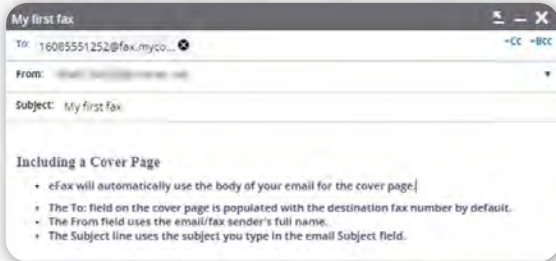 My first fax
To: 16085551252@fax.myco...
+Cc +Bcc
From:
Subject: My first fax
Including a Cover Page
• eFax will automatically use the body of your email for the cover page.
• The To: field on the cover page is populated with the destination fax number by default.
• The From field uses the email/fax sender's full name.
• The Subject line uses the subject you type in the email Subject field.